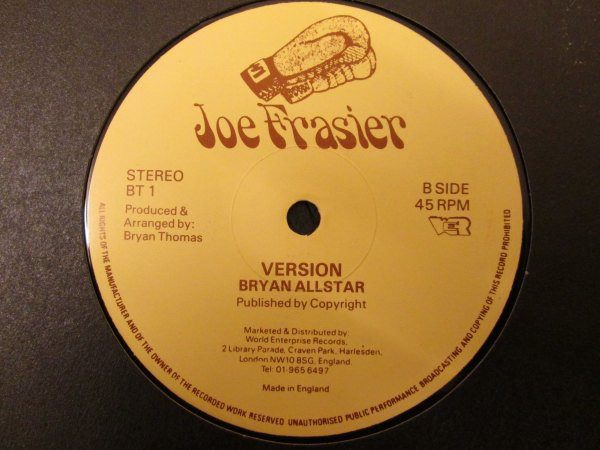 Joe Frasier
STEREO
BT 1
Produced &
Arranged by:
Bryan Thomas
B SIDE
45 RPM
WER
VERSION
BRYAN ALLSTAR
Published by Copyright
Marketed & Distributed by:
World Enterprise Records,
2 Library Parade, Craven Park, Harlesden,
London NW10 8SG, England.
Tel: 01-965 6497
Made in England
ALL RIGHTS OF THE MANUFACTURER AND OF THE OWNER OF THE RECORDED WORK RESERVED UNAUTHORISED PUBLIC PERFORMANCE BROADCASTING AND COPYING OF THIS RECORD PROHIBITED